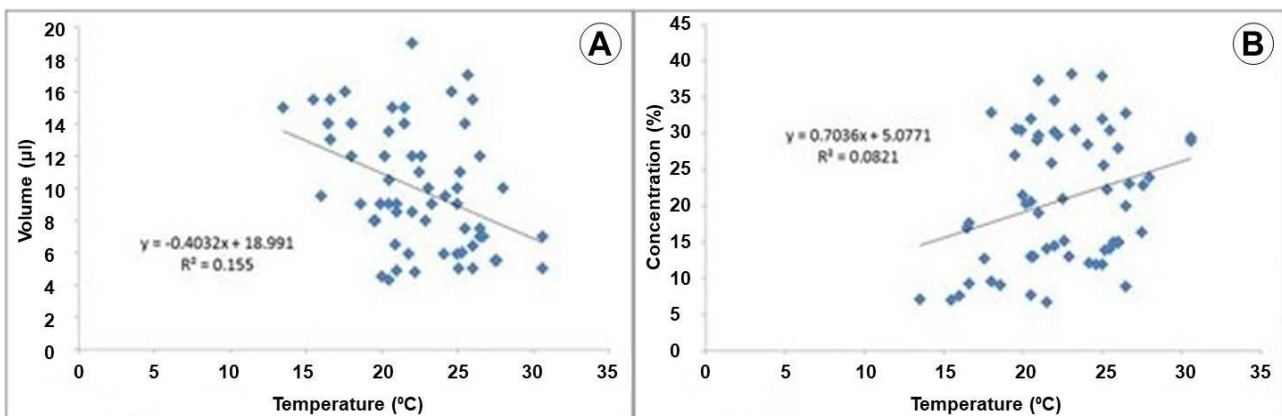 A
Volume (µl)
20
18
16
14
12
10
8
6
4
2
0
y = -0.4032x + 18.991
R² = 0.155
0 5 10 15 20 25 30 35
Temperature (ºC)
B
Concentration (%)
45
40
35
30
25
20
15
10
5
0
y = 0.7036x + 5.0771
R² = 0.0821
0 5 10 15 20 25 30 35
Temperature (ºC)